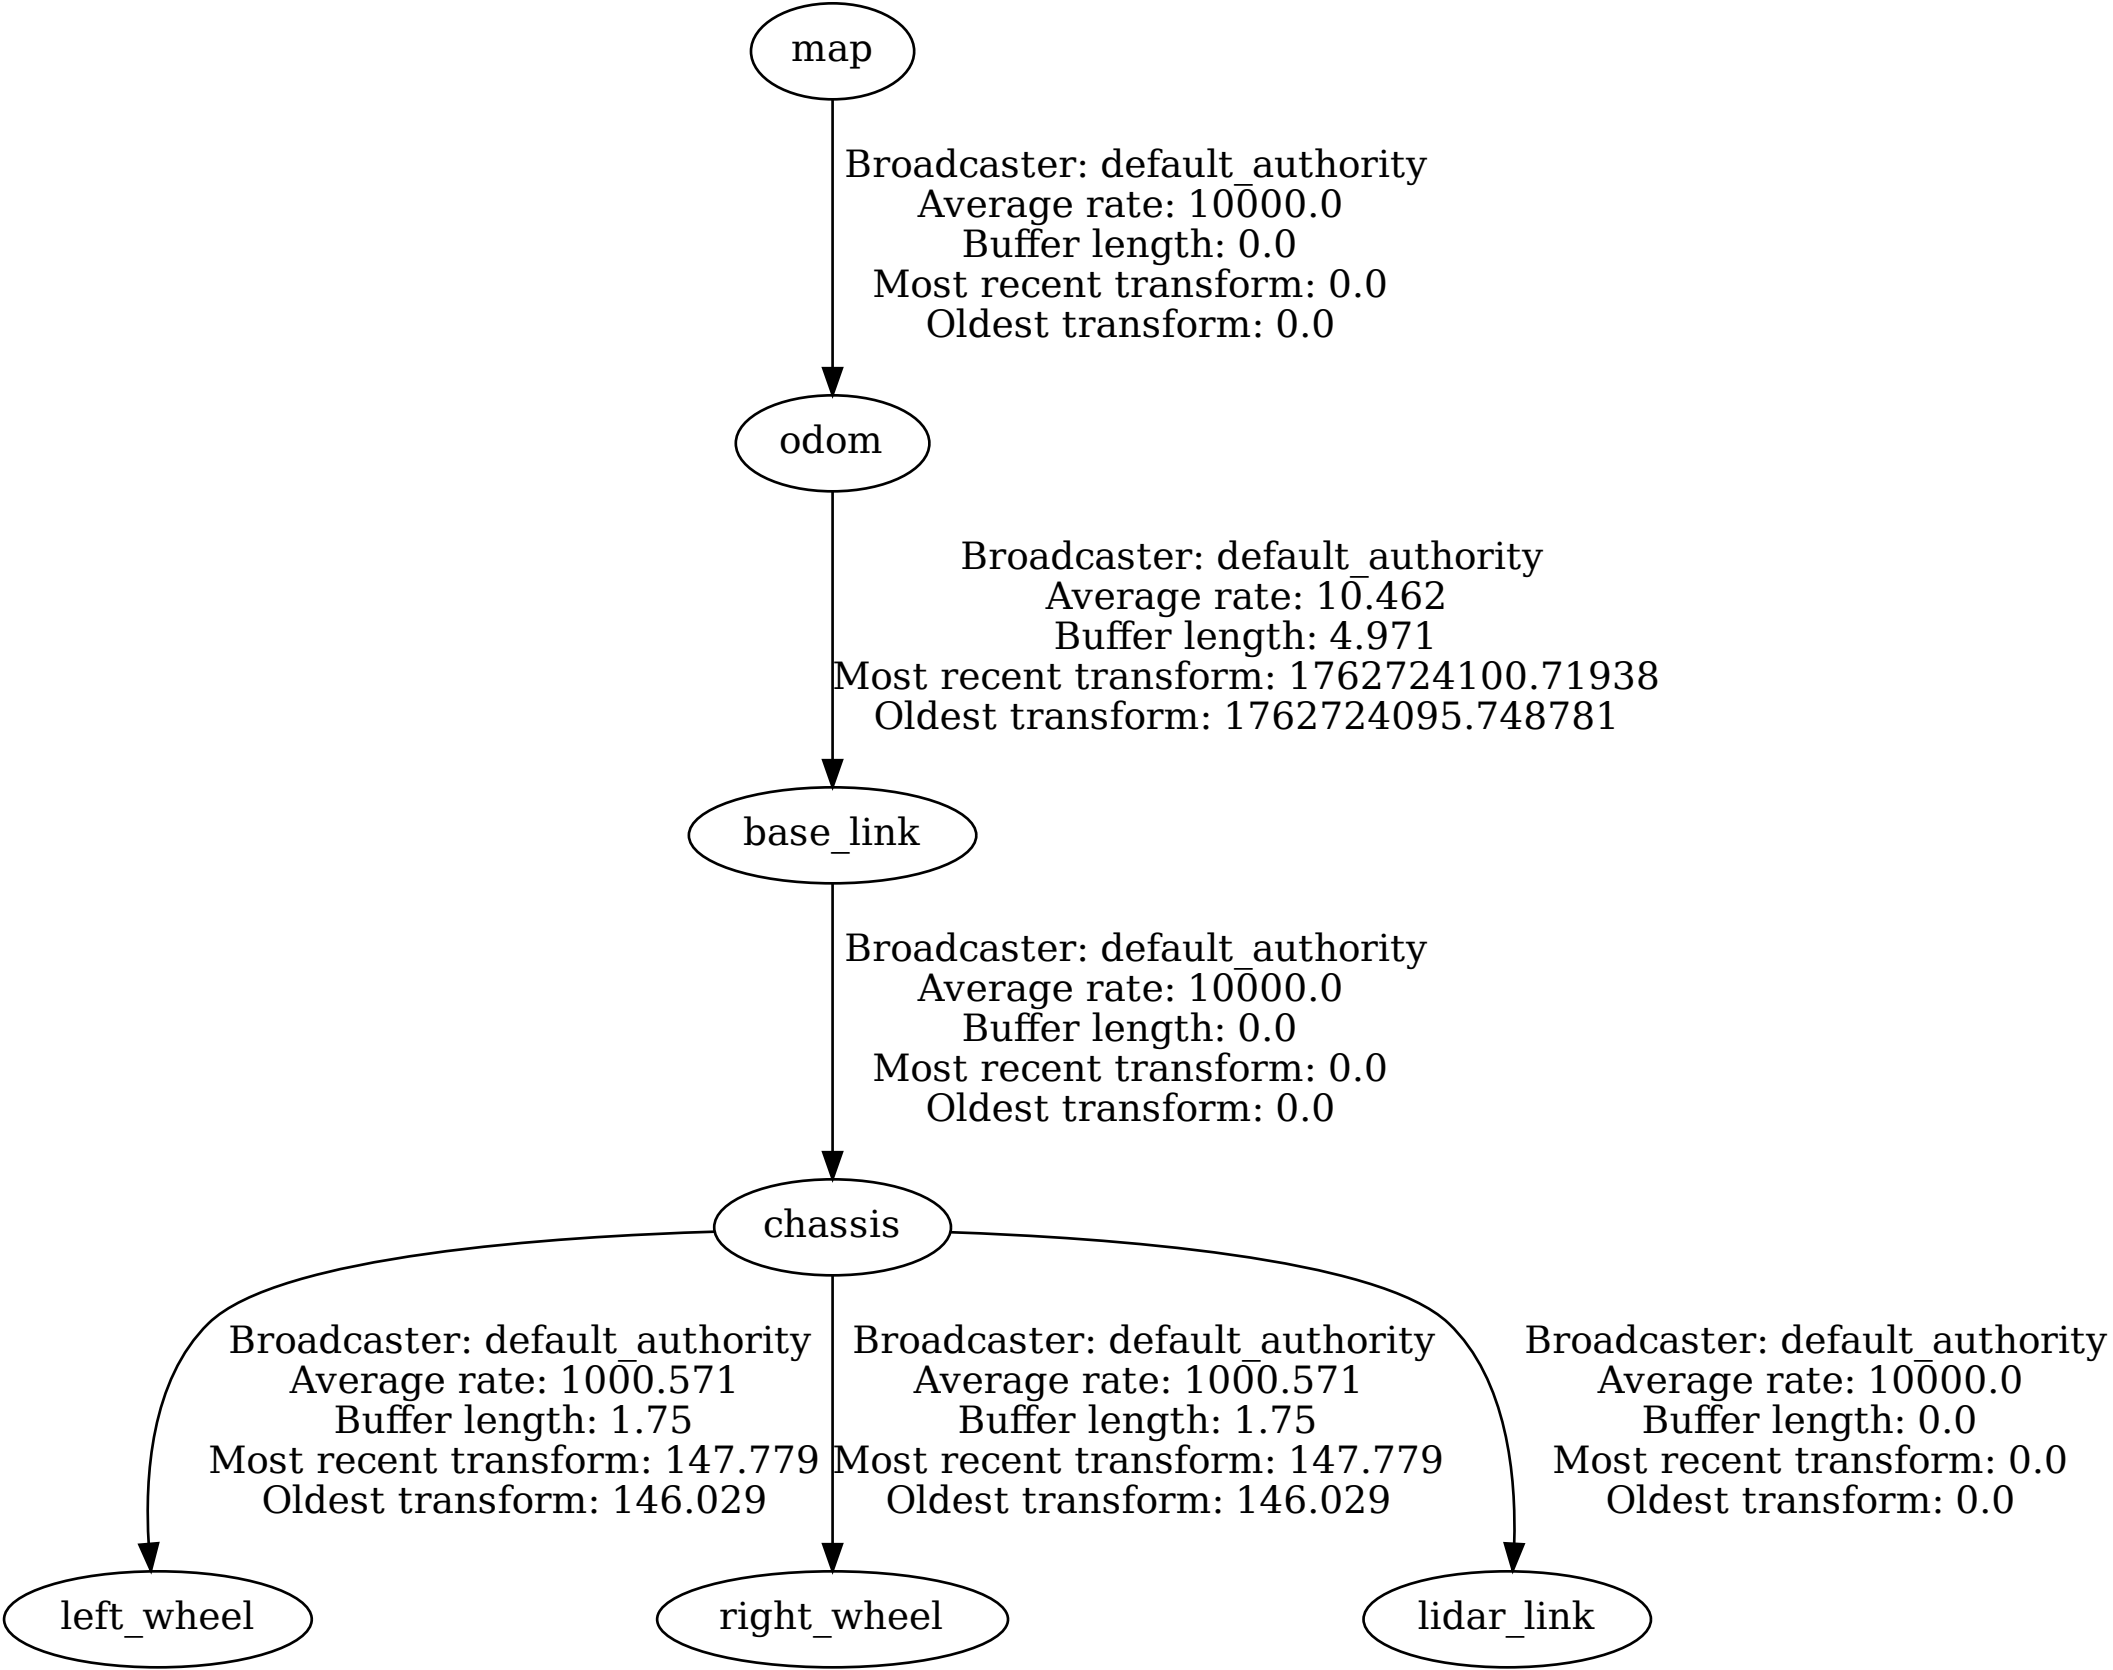 map
Broadcaster: default_authority
Average rate: 10000.0
Buffer length: 0.0
Most recent transform: 0.0
Oldest transform: 0.0
odom
Broadcaster: default_authority
Average rate: 10.462
Buffer length: 4.971
Most recent transform: 1762724100.71938
Oldest transform: 1762724095.748781
base_link
Broadcaster: default_authority
Average rate: 10000.0
Buffer length: 0.0
Most recent transform: 0.0
Oldest transform: 0.0
chassis
Broadcaster: default_authority
Average rate: 1000.571
Buffer length: 1.75
Most recent transform: 147.779
Oldest transform: 146.029
Broadcaster: default_authority
Average rate: 1000.571
Buffer length: 1.75
Most recent transform: 147.779
Oldest transform: 146.029
Broadcaster: default_authority
Average rate: 10000.0
Buffer length: 0.0
Most recent transform: 0.0
Oldest transform: 0.0
left_wheel
right_wheel
lidar_link